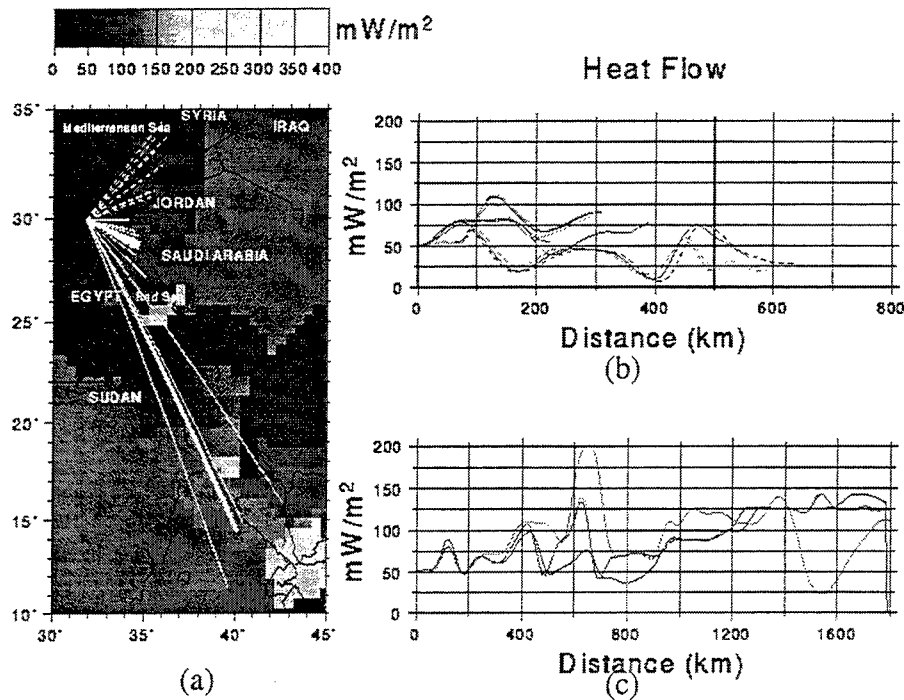 mW/m²
0 50 100 150 200 250 300 350 400
Heat Flow
35°
30°
25°
20°
15°
10°
30° 35° 40° 45°
Mediterranean Sea
SYRIA
IRAQ
JORDAN
SAUDI ARABIA
EGYPT
Red Sea
SUDAN
(a)
mW/m²
200
150
100
50
0
0 200 400 600 800
Distance (km)
(b)
mW/m²
200
150
100
50
0
0 400 800 1200 1600
Distance (km)
(c)